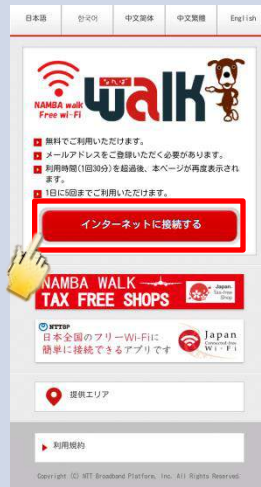 日本語 한국어 中文简体 中文繁體 English
NAMBA walk
Free wi-Fi
なんば
walk
無料でご利用いただけます。
メールアドレスをご登録いただく必要があります。
利用時間(1回30分)を超過後、本ページが再度表示され
ます。
1日に5回までご利用いただけます。
インターネットに接続する
NAMBA WALK
TAX FREE SHOPS
Japan.
Tax-free
Shop
NTTBP
日本全国のフリーWi-Fiに
簡単に接続できるアプリです
Japan
Connected-free
Wi-Fi
提供エリア
利用規約
Copyright (C) NTT Broadband Platform, Inc. All Rights Reserved.